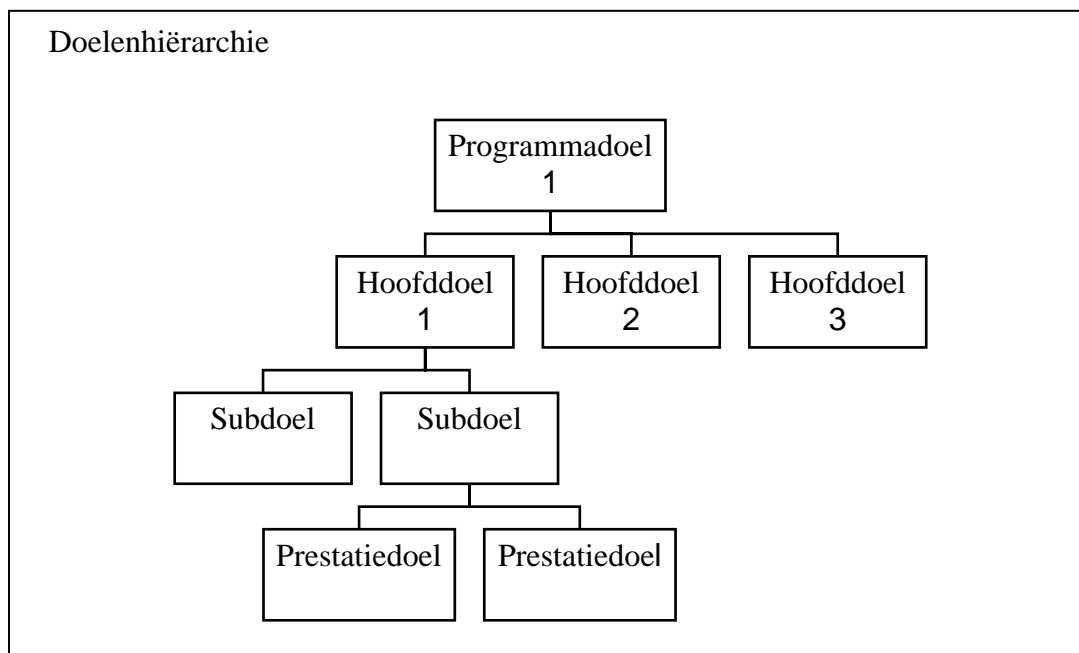 Doelenhiërarchie
Programmadoel
1
Hoofddoel
1
Hoofddoel
2
Hoofddoel
3
Subdoel
Subdoel
Prestatiedoel
Prestatiedoel